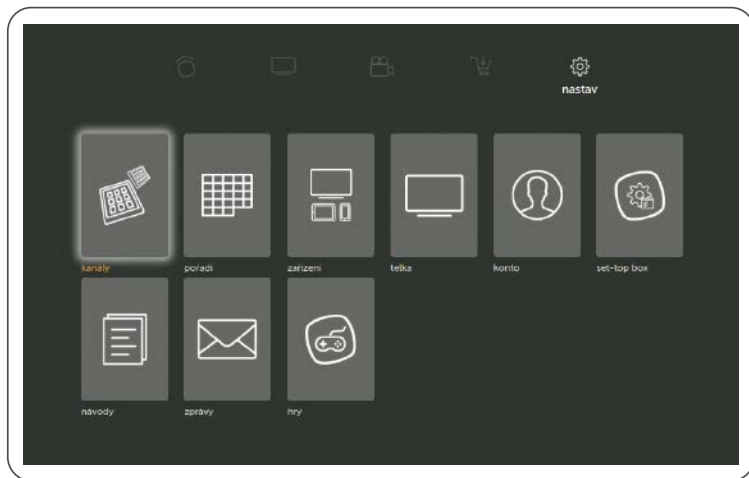 nastav
kanály
pořadí
zařízení
telka
konto
set-top box
návody
zprávy
hry